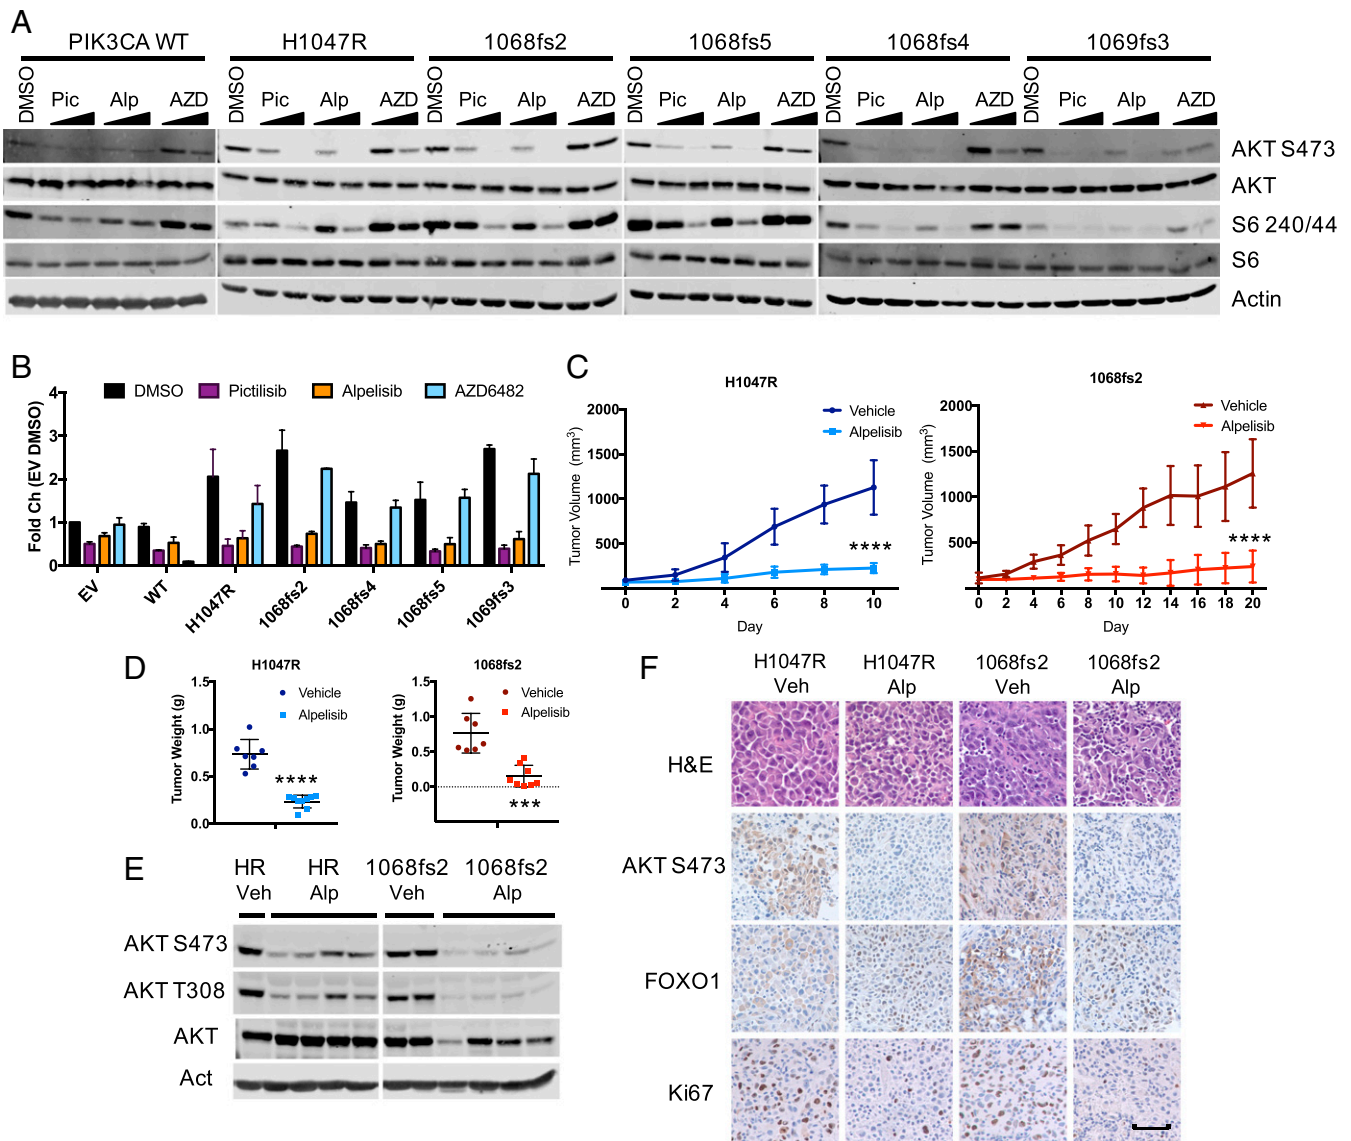 A
PIK3CA WT H1047R 1068fs2 1068fs5 1068fs4 1069fs3
DMSO Pic Alp AZD DMSO Pic Alp AZD DMSO Pic Alp AZD DMSO Pic Alp AZD DMSO Pic Alp AZD DMSO Pic Alp AZD
AKT S473
AKT
S6 240/44
S6
Actin
B
DMSO Pictilisib Alpelisib AZD6482
Fold Ch (EV DMSO)
4
3
2
1
0
EV WT H1047R 1068fs2 1068fs4 1068fs5 1069fs3
C
H1047R
Vehicle
Alpelisib
Tumor Volume (mm3)
2000
1500
1000
500
****
0 2 4 6 8 10
Day
1068fs2
Vehicle
Alpelisib
Tumor Volume (mm3)
2000
1500
1000
500
****
0 2 4 6 8 10 12 14 16 18 20
Day
D
H1047R
Vehicle
Alpelisib
Tumor Weight (g)
1.5
1.0
0.5
0.0
****
1068fs2
Vehicle
Alpelisib
Tumor Weight (g)
1.5
1.0
0.5
0.0
***
E
HR HR 1068fs2 1068fs2
Veh Alp Veh Alp
AKT S473
AKT T308
AKT
Act
F
H1047R H1047R 1068fs2 1068fs2
Veh Alp Veh Alp
H&E
AKT S473
FOXO1
Ki67